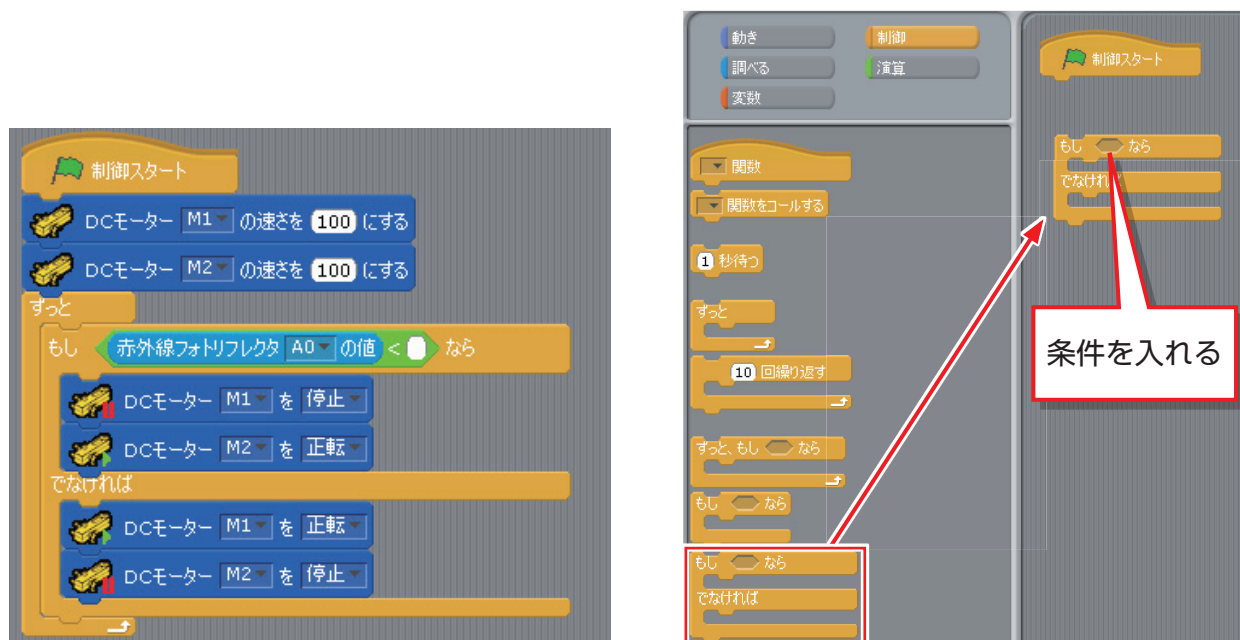 制御スタート
DCモーター M1 の速さを 100 にする
DCモーター M2 の速さを 100 にする
ずっと
もし 赤外線フォトリフレクタ A0 の値 < なら
DCモーター M1 を 停止
DCモーター M2 を 正転
でなければ
DCモーター M1 を 正転
DCモーター M2 を 停止
動き
制御
調べる
演算
変数
関数
関数をコールする
1 秒待つ
ずっと
10 回繰り返す
ずっと、もし なら
もし なら
もし なら
でなければ
制御スタート
もし なら
でなければ
条件を入れる